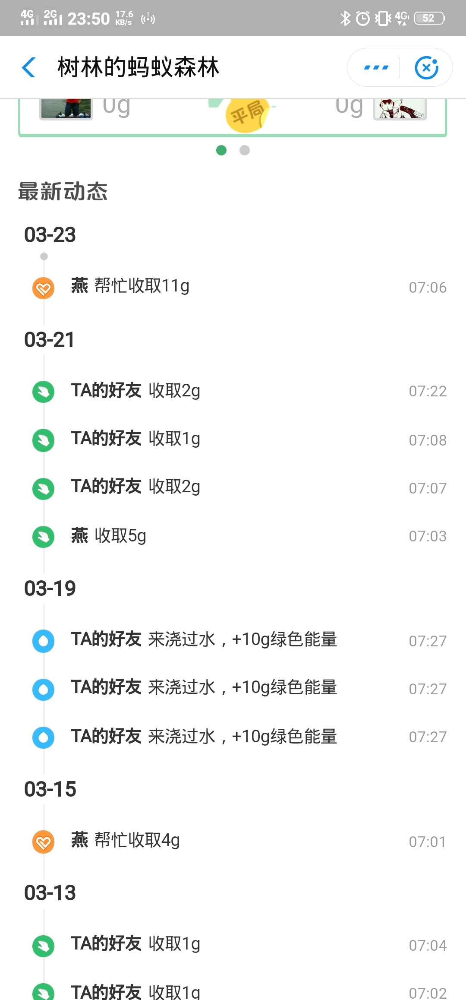 4G 2G 23:50 17.6 KB/s 1 4G1 52
树林的蚂蚁森林
0g 平局 0g
最新动态
03-23
燕 帮忙收取11g 07:06
03-21
TA的好友 收取2g 07:22
TA的好友 收取1g 07:08
TA的好友 收取2g 07:07
燕 收取5g 07:03
03-19
TA的好友 来浇过水，+10g绿色能量 07:27
TA的好友 来浇过水，+10g绿色能量 07:27
TA的好友 来浇过水，+10g绿色能量 07:27
03-15
燕 帮忙收取4g 07:01
03-13
TA的好友 收取1g 07:04
TA的好友 收取1g 07:02